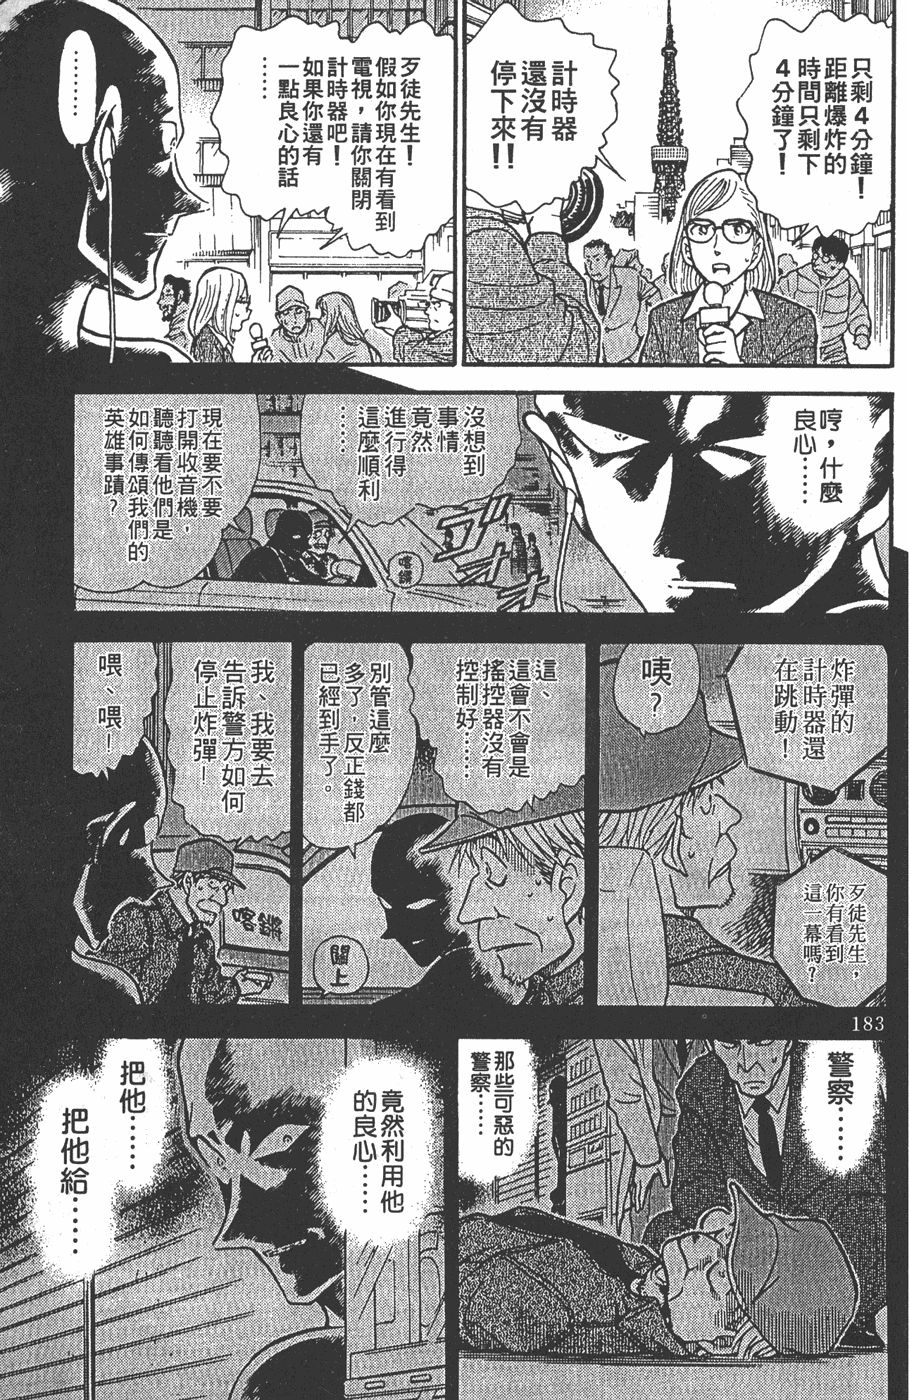 只剩4分鐘！
距離爆炸的
時間只剩下
4分鐘了！
計時器
還沒有
停下來！！
歹徒先生！
假如你現在有看到
電視，請你關閉
計時器吧！
如果你還有
一點良心的話
………
………
哼，什麼
良心……
沒想到
事情
竟然
進行得
這麼順利
……
喀鏘
現在要不要
打開收音機，
聽聽看他們是
如何傳頌我們的
英雄事蹟？
炸彈的
計時器還
在跳動！
歹徒先生，
你有看到
這一幕嗎？
咦？
這、
這會不會是
搖控器沒有
控制好……
別管這麼
多了，反正錢都
已經到手了。
關上
我、我要去
告訴警方如何
停止炸彈！
喀鏘
喂、喂！
183
警察……
那些可惡的
警察……
竟然利用他
的良心……
把他……
把他給……